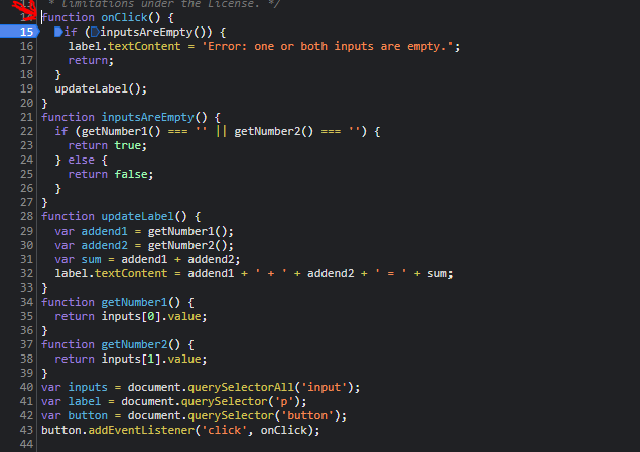 13 * Limitations under the license. */
14 function onClick() {
15 if (inputsAreEmpty()) {
16 label.textContent = 'Error: one or both inputs are empty.';
17 return;
18 }
19 updateLabel();
20 }
21 function inputsAreEmpty() {
22 if (getNumber1() === '' || getNumber2() === '') {
23 return true;
24 } else {
25 return false;
26 }
27 }
28 function updateLabel() {
29 var addend1 = getNumber1();
30 var addend2 = getNumber2();
31 var sum = addend1 + addend2;
32 label.textContent = addend1 + ' + ' + addend2 + ' = ' + sum;
33 }
34 function getNumber1() {
35 return inputs[0].value;
36 }
37 function getNumber2() {
38 return inputs[1].value;
39 }
40 var inputs = document.querySelectorAll('input');
41 var label = document.querySelector('p');
42 var button = document.querySelector('button');
43 button.addEventListener('click', onClick);
44